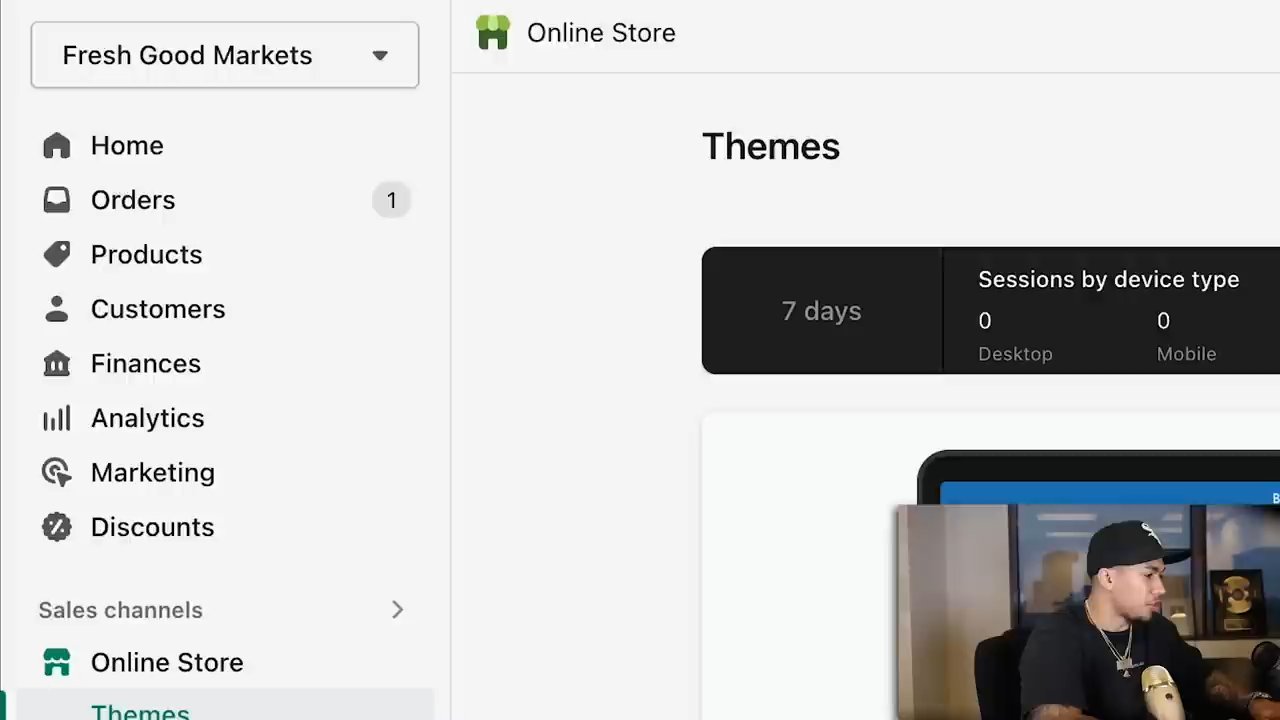 Fresh Good Markets
Home
Orders 1
Products
Customers
Finances
Analytics
Marketing
Discounts
Sales channels
Online Store
Themes
Online Store
Themes
7 days
Sessions by device type
0 0
Desktop Mobile
B